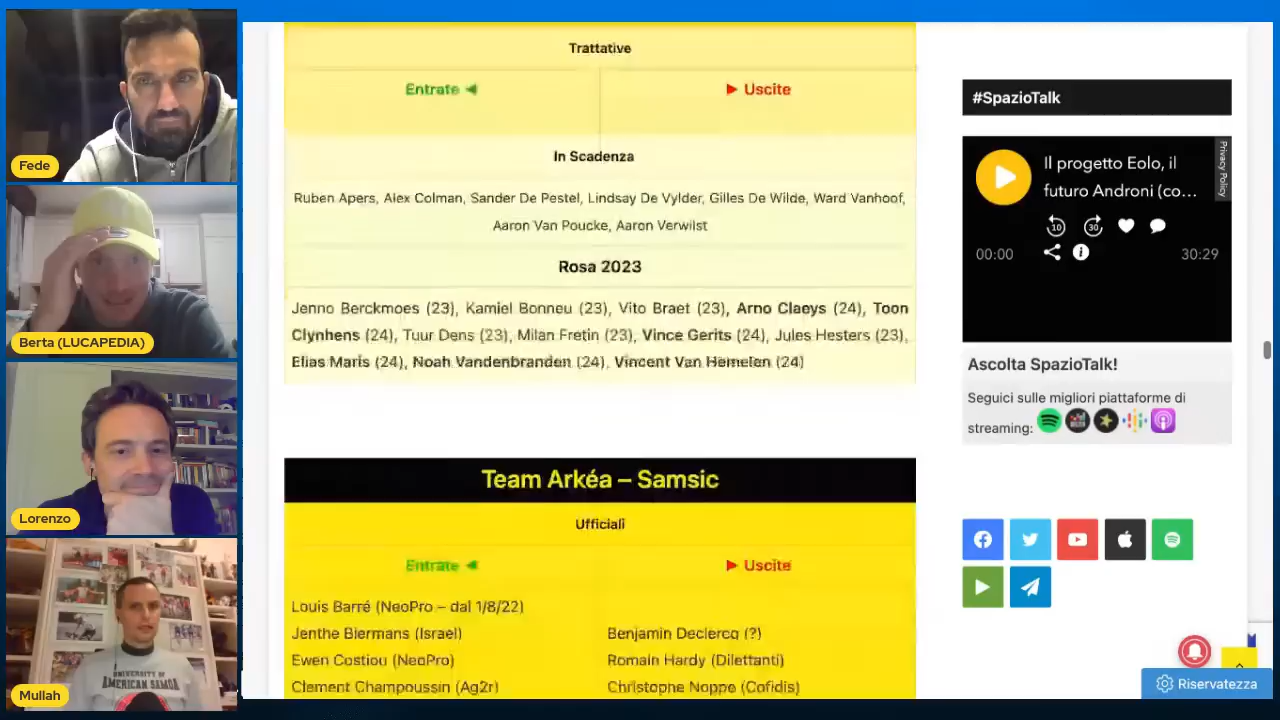 Fede
Berta (LUCAPEDIA)
Lorenzo
UNIVERSITY OF
AMERICAN SAMOA
Mullah
Trattative
Entrate ◄
► Uscite
In Scadenza
Ruben Apers, Alex Colman, Sander De Pestel, Lindsay De Vylder, Gilles De Wilde, Ward Vanhoof,
Aaron Van Poucke, Aaron Verwilst
Rosa 2023
Jenno Berckmoes (23), Kamiel Bonneu (23), Vito Braet (23), Arno Claeys (24), Toon
Clynhens (24), Tuur Dens (23), Milan Fretin (23), Vince Gerits (24), Jules Hesters (23),
Elias Maris (24), Noah Vandenbranden (24), Vincent Van Hemelen (24)
Team Arkéa – Samsic
Ufficiali
Entrate ◄
► Uscite
Louis Barré (NeoPro – dal 1/8/22)
Jenthe Biermans (Israel)
Benjamin Declercq (?)
Ewen Costiou (NeoPro)
Romain Hardy (Dilettanti)
Clement Champoussin (Ag2r)
Christophe Noppe (Cofidis)
#SpazioTalk
Il progetto Eolo, il
futuro Androni (co...
Privacy Policy
10
30
00:00
30:29
Ascolta SpazioTalk!
Seguici sulle migliori piattaforme di
streaming:
Riservatezza